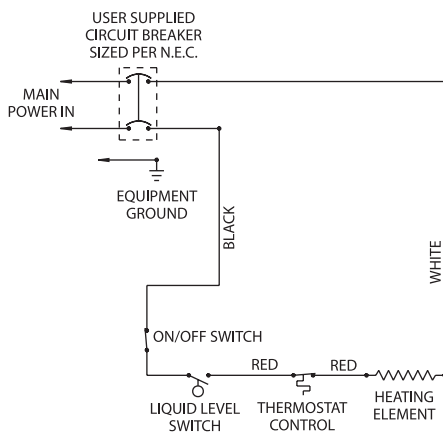 USER SUPPLIED
CIRCUIT BREAKER
SIZED PER N.E.C.
MAIN
POWER IN
EQUIPMENT
GROUND
BLACK
WHITE
ON/OFF SWITCH
RED
RED
LIQUID LEVEL
SWITCH
THERMOSTAT
CONTROL
HEATING
ELEMENT